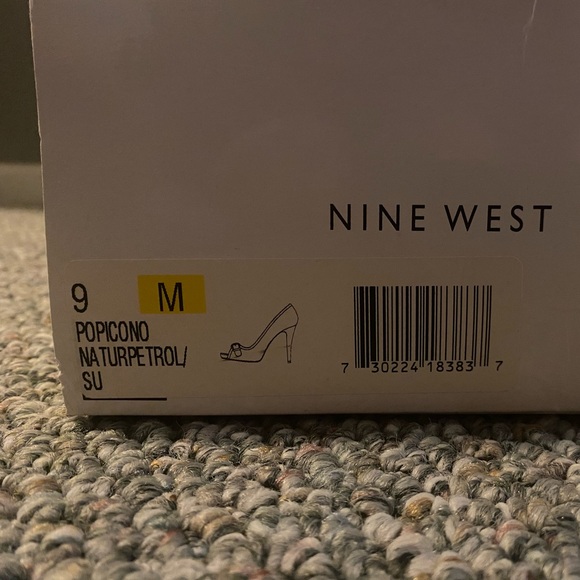 NINE WEST
9 M
POPICONO
NATURPETROL/
SU
7 30224 18383 7